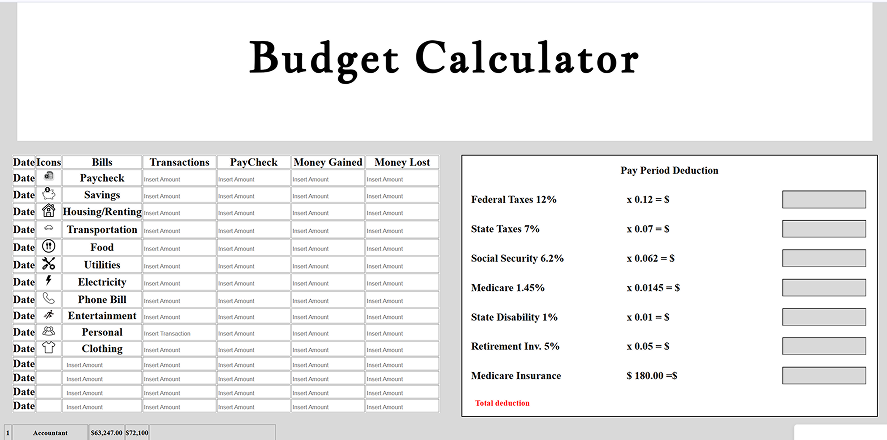 Budget Calculator
Date Icons Bills Transactions PayCheck Money Gained Money Lost
Date Paycheck Insert Amount Insert Amount Insert Amount Insert Amount
Date Savings Insert Amount Insert Amount Insert Amount Insert Amount
Date Housing/Renting Insert Amount Insert Amount Insert Amount Insert Amount
Date Transportation Insert Amount Insert Amount Insert Amount Insert Amount
Date Food Insert Amount Insert Amount Insert Amount Insert Amount
Date Utilities Insert Amount Insert Amount Insert Amount Insert Amount
Date Electricity Insert Amount Insert Amount Insert Amount Insert Amount
Date Phone Bill Insert Amount Insert Amount Insert Amount Insert Amount
Date Entertainment Insert Amount Insert Amount Insert Amount Insert Amount
Date Personal Insert Transaction Insert Amount Insert Amount Insert Amount
Date Clothing Insert Amount Insert Amount Insert Amount Insert Amount
Date Insert Amount Insert Amount Insert Amount Insert Amount Insert Amount
Date Insert Amount Insert Amount Insert Amount Insert Amount Insert Amount
Date Insert Amount Insert Amount Insert Amount Insert Amount Insert Amount
Date Insert Amount Insert Amount Insert Amount Insert Amount Insert Amount
Pay Period Deduction
Federal Taxes 12% x 0.12 = $
State Taxes 7% x 0.07 = $
Social Security 6.2% x 0.062 = $
Medicare 1.45% x 0.0145 = $
State Disability 1% x 0.01 = $
Retirement Inv. 5% x 0.05 = $
Medicare Insurance $ 180.00 =$
Total deduction
1 Accountant $63,247.00 $72,100